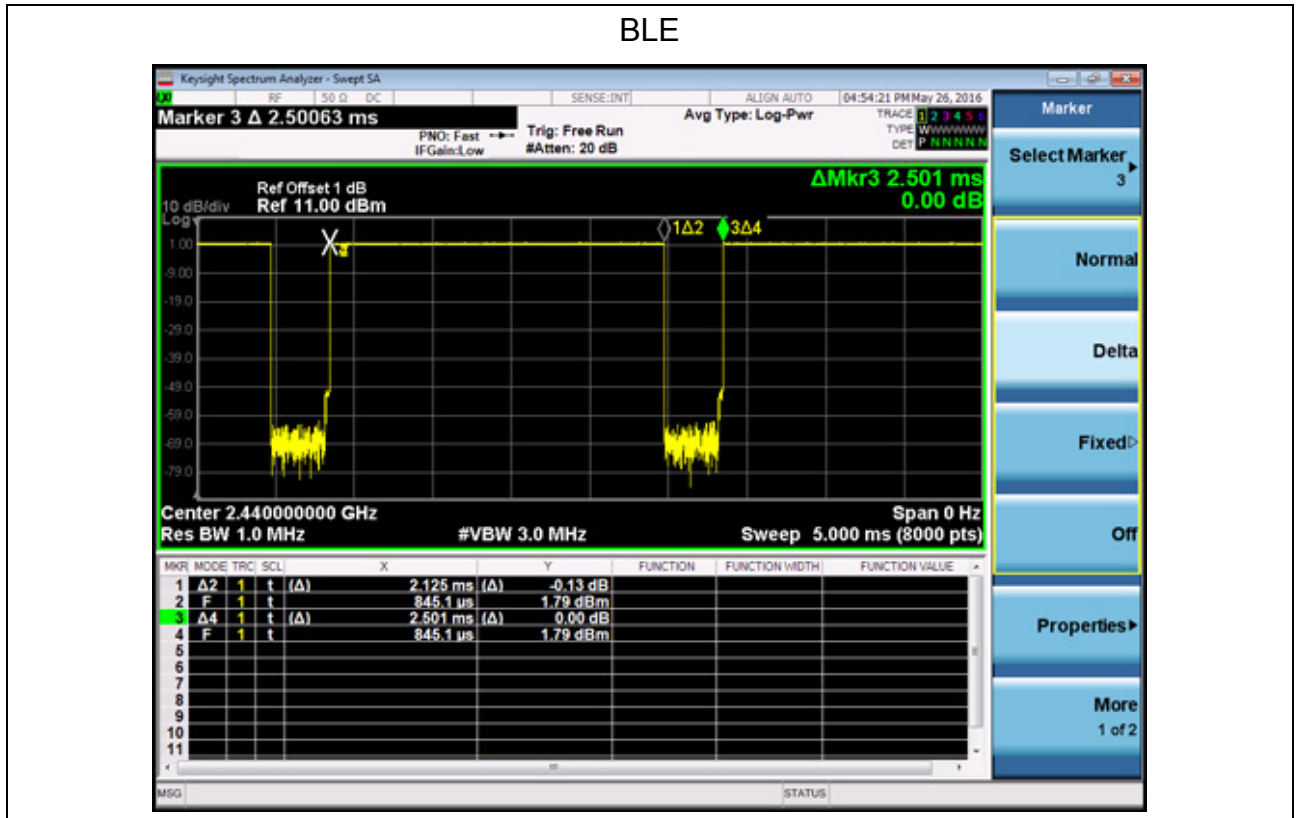 BLE
Keysight Spectrum Analyzer - Swept SA
RF 50 Ω DC SENSE:INT ALIGN AUTO 04:54:21 PM May 26, 2016
Marker 3 Δ 2.50063 ms
PNO: Fast
IFGain:Low
Trig: Free Run
#Atten: 20 dB
Avg Type: Log-Pwr
TRACE 1 2 3 4 5 6
TYPE WWWWWW
DET P N N N N N
ΔMkr3 2.501 ms
0.00 dB
Ref Offset 1 dB
10 dB/div Ref 11.00 dBm
Log
1Δ2 3Δ4
X
1.00
-9.00
-19.0
-29.0
-39.0
-49.0
-59.0
-69.0
-79.0
Center 2.440000000 GHz Span 0 Hz
Res BW 1.0 MHz #VBW 3.0 MHz Sweep 5.000 ms (8000 pts)
MKR MODE TRC SCL X Y FUNCTION FUNCTION WIDTH FUNCTION VALUE
1 Δ2 1 t (Δ) 2.125 ms (Δ) -0.13 dB
2 F 1 t 845.1 µs 1.79 dBm
3 Δ4 1 t (Δ) 2.501 ms (Δ) 0.00 dB
4 F 1 t 845.1 µs 1.79 dBm
5
6
7
8
9
10
11
MSG STATUS
Marker
Select Marker
3
Normal
Delta
Fixed
Off
Properties
More
1 of 2